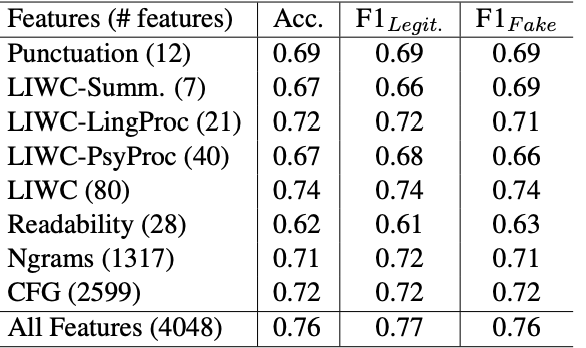 Features (# features) Acc. F1Legit. F1Fake
Punctuation (12) 0.69 0.69 0.69
LIWC-Summ. (7) 0.67 0.66 0.69
LIWC-LingProc (21) 0.72 0.72 0.71
LIWC-PsyProc (40) 0.67 0.68 0.66
LIWC (80) 0.74 0.74 0.74
Readability (28) 0.62 0.61 0.63
Ngrams (1317) 0.71 0.72 0.71
CFG (2599) 0.72 0.72 0.72
All Features (4048) 0.76 0.77 0.76